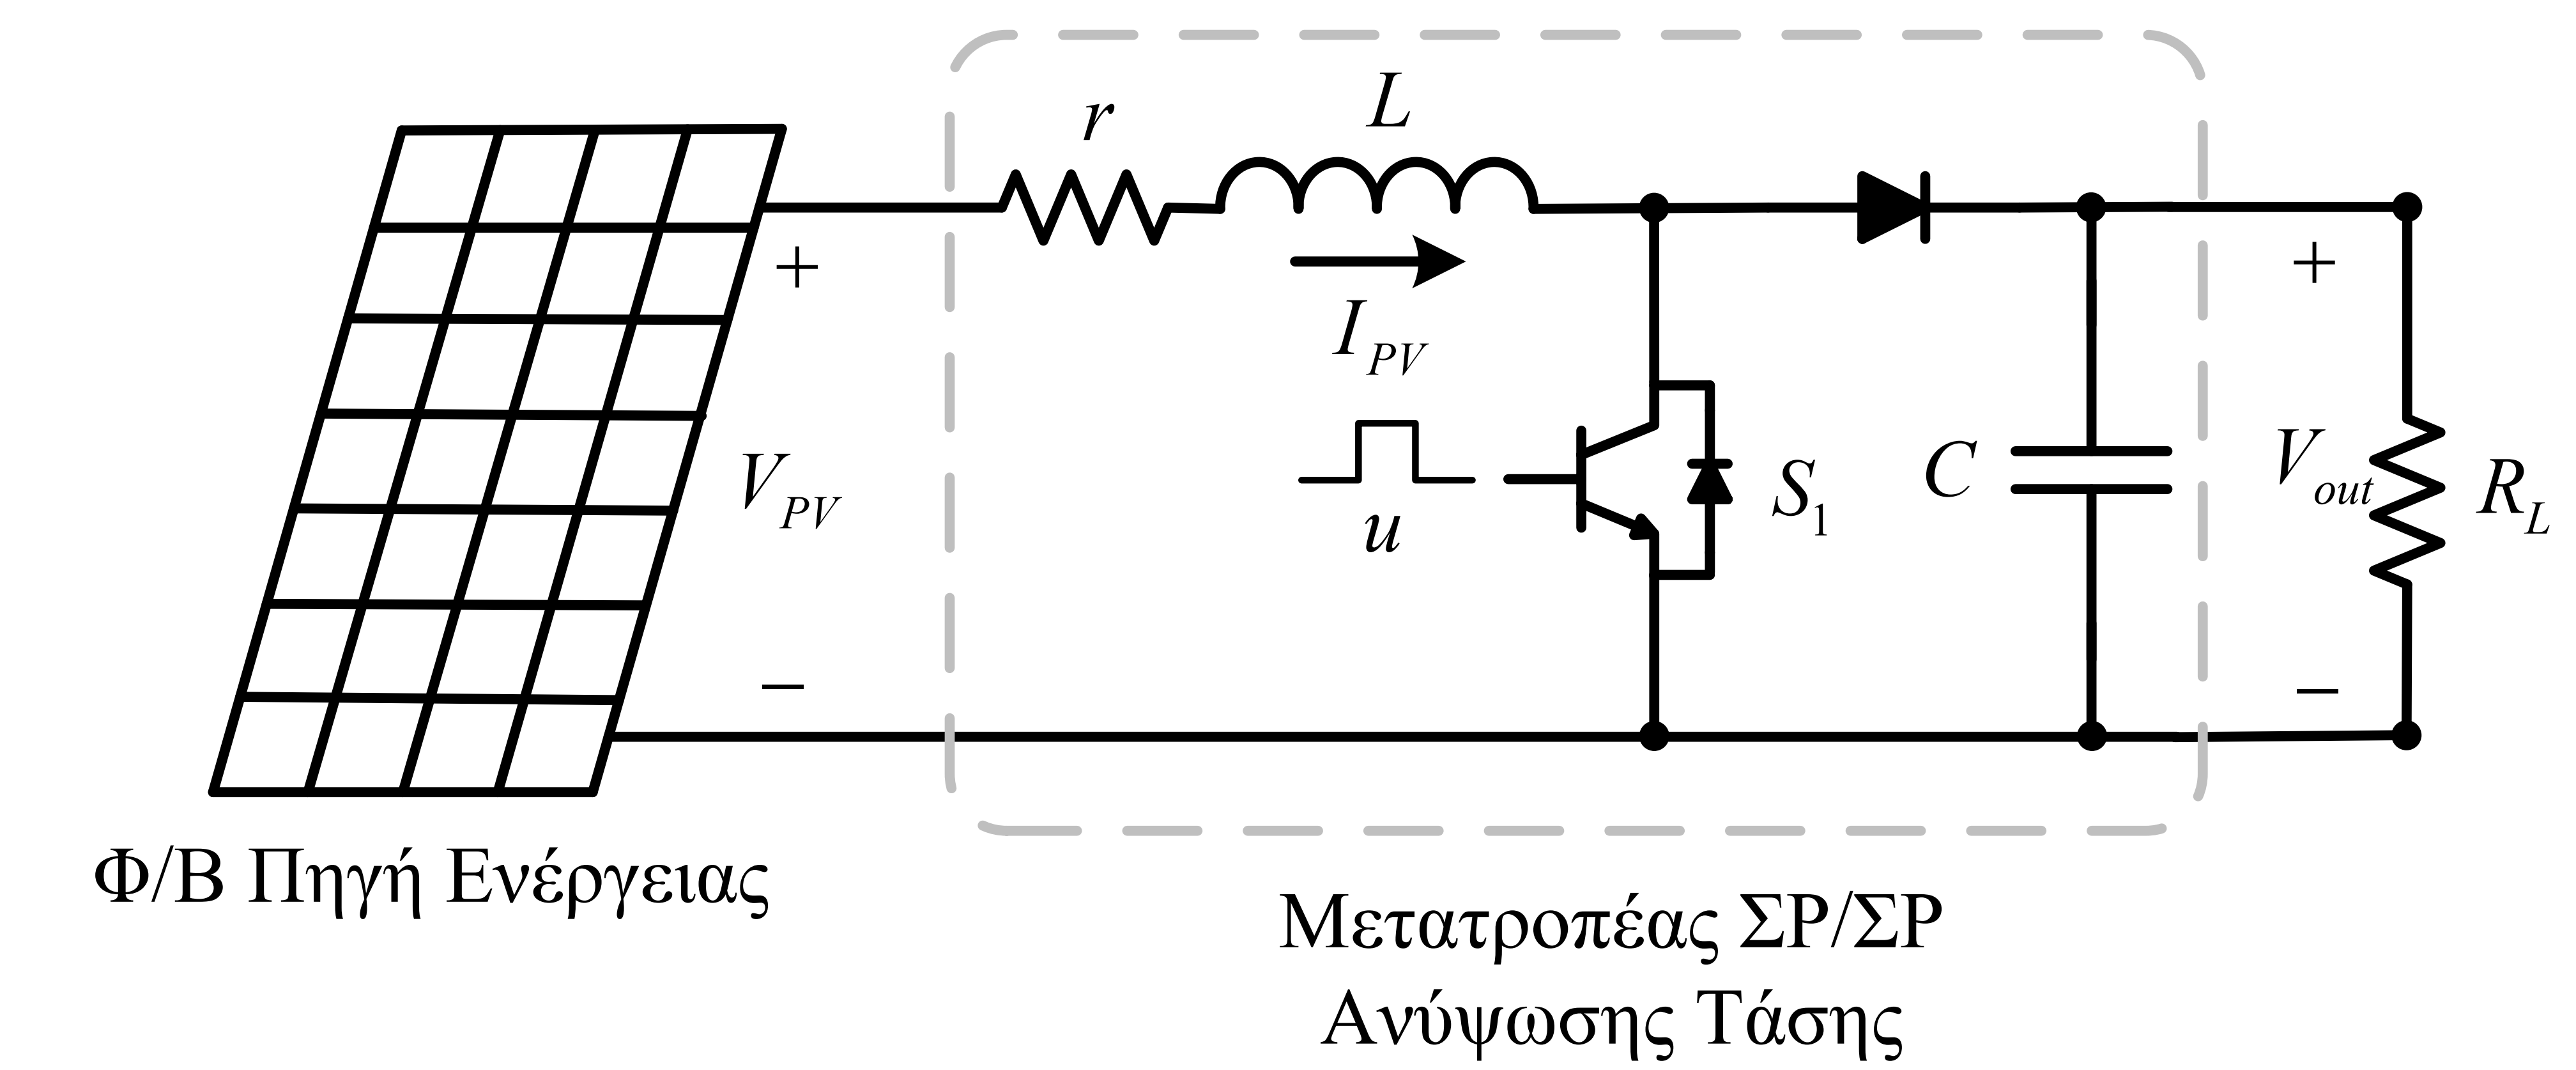 r
L
+
I_PV
V_PV
u
S_1
C
+
V_out
R_L
−
−
Φ/Β Πηγή Ενέργειας
Μετατροπέας ΣΡ/ΣΡ
Ανύψωσης Τάσης